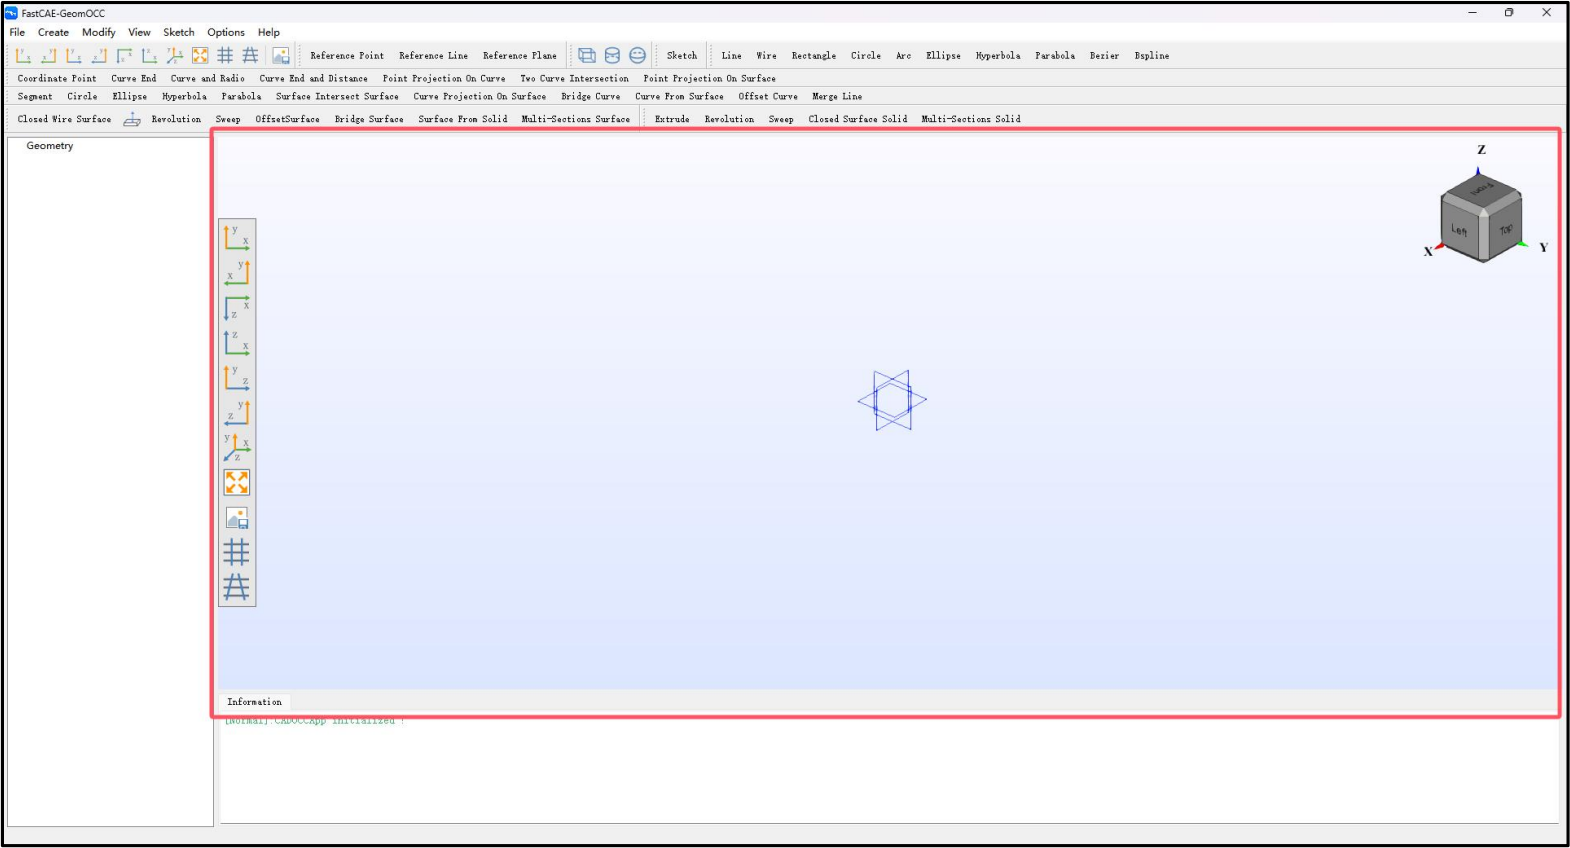 FastCAE-GeomOCC
File Create Modify View Sketch Options Help
Reference Point Reference Line Reference Plane Sketch Line Wire Rectangle Circle Arc Ellipse Hyperbola Parabola Bezier Bspline
Coordinate Point Curve End Curve and Radio Curve End and Distance Point Projection On Curve Two Curve Intersection Point Projection On Surface
Segment Circle Ellipse Hyperbola Parabola Surface Intersect Surface Curve Projection On Surface Bridge Curve Curve From Surface Offset Curve Merge Line
Closed Wire Surface Revolution Sweep OffsetSurface Bridge Surface Surface From Solid Multi-Sections Surface Extrude Revolution Sweep Closed Surface Solid Multi-Sections Solid
Geometry
Z
Front
Left Top
X Y
y
x
y
x
x
z
z
x
y
z
y
z
y
x
z
Information
[Normal]:CADOCCApp initialized !